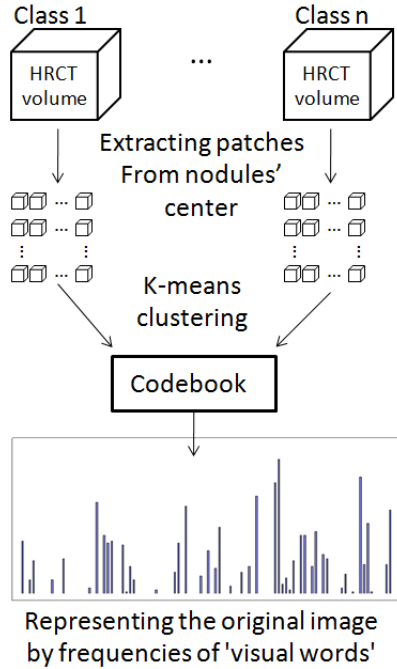 Class 1 ... Class n
HRCT
volume
HRCT
volume
Extracting patches
From nodules'
center
... ...
... ...
⋮ ⋮ ⋮ ⋮
... ...
K-means
clustering
Codebook
Representing the original image
by frequencies of 'visual words'